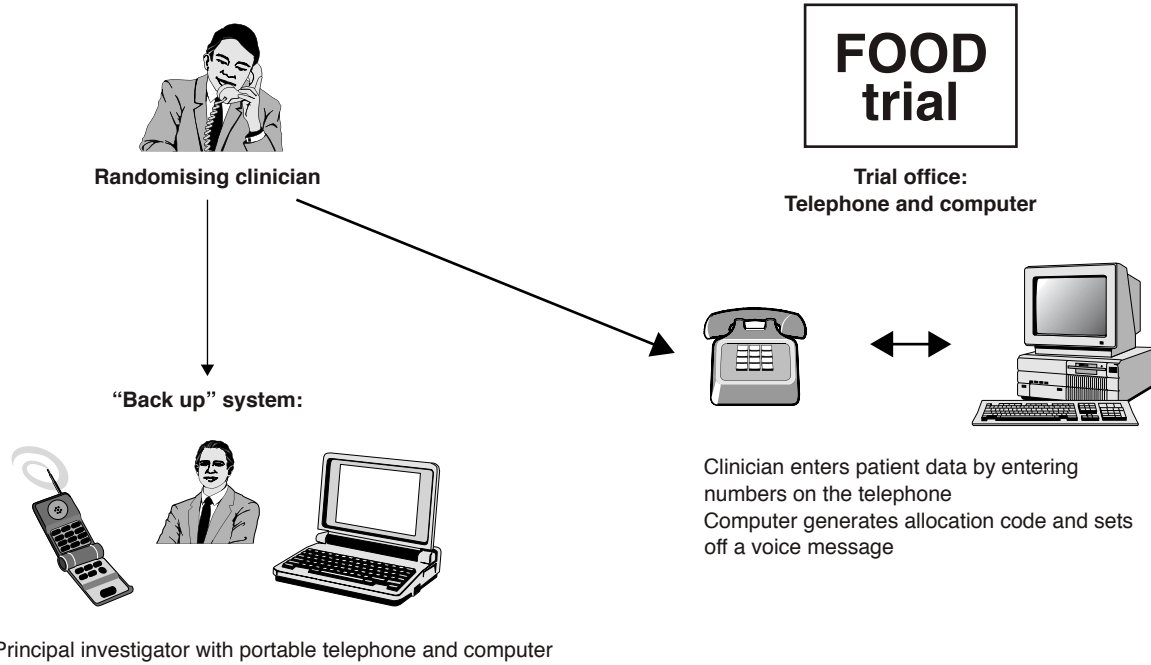 FOOD
trial
Randomising clinician
Trial office:
Telephone and computer
“Back up” system:
Clinician enters patient data by entering
numbers on the telephone
Computer generates allocation code and sets
off a voice message
Principal investigator with portable telephone and computer